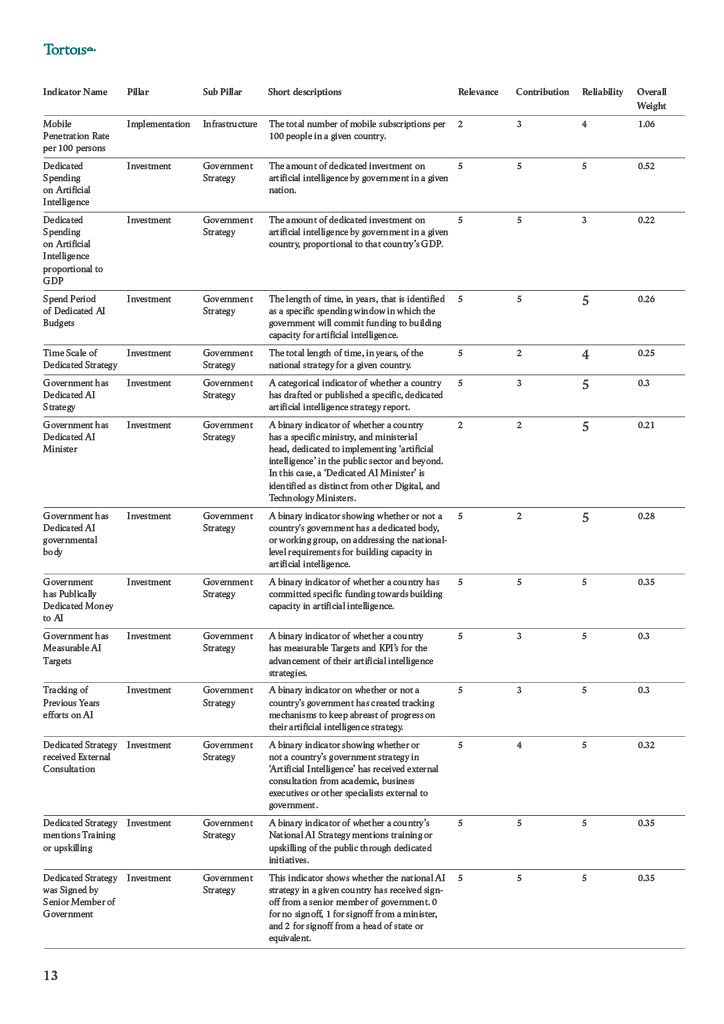 Tortoise
Indicator Name Pillar Sub Pillar Short descriptions Relevance Contribution Reliability Overall
Weight
Mobile Implementation Infrastructure The total number of mobile subscriptions per 2 3 4 1.06
Penetration Rate 100 people in a given country.
per 100 persons
Dedicated Investment Government The amount of dedicated investment on 5 5 5 0.52
Spending Strategy artificial intelligence by government in a given
on Artificial nation.
Intelligence
Dedicated Investment Government The amount of dedicated investment on 5 5 3 0.22
Spending Strategy artificial intelligence by government in a given
on Artificial country, proportional to that country's GDP.
Intelligence
proportional to
GDP
Spend Period Investment Government The length of time, in years, that is identified 5 5 5 0.26
of Dedicated AI Strategy as a specific spending window in which the
Budgets government will commit funding to building
capacity for artificial intelligence.
Time Scale of Investment Government The total length of time, in years, of the 5 2 4 0.25
Dedicated Strategy Strategy national strategy for a given country.
Government has Investment Government A categorical indicator of whether a country 5 3 5 0.3
Dedicated AI Strategy has drafted or published a specific, dedicated
Strategy artificial intelligence strategy report.
Government has Investment Government A binary indicator of whether a country 2 2 5 0.21
Dedicated AI Strategy has a specific ministry, and ministerial
Minister head, dedicated to implementing 'artificial
intelligence' in the public sector and beyond.
In this case, a 'Dedicated AI Minister' is
identified as distinct from other Digital, and
Technology Ministers.
Government has Investment Government A binary indicator showing whether or not a 5 2 5 0.28
Dedicated AI Strategy country's government has a dedicated body,
governmental or working group, on addressing the national-
body level requirements for building capacity in
artificial intelligence.
Government Investment Government A binary indicator of whether a country has 5 5 5 0.35
has Publically Strategy committed specific funding towards building
Dedicated Money capacity in artificial intelligence.
to AI
Government has Investment Government A binary indicator of whether a country 5 3 5 0.3
Measurable AI Strategy has measurable Targets and KPI's for the
Targets advancement of their artificial intelligence
strategies.
Tracking of Investment Government A binary indicator on whether or not a 5 3 5 0.3
Previous Years Strategy country's government has created tracking
efforts on AI mechanisms to keep abreast of progress on
their artificial intelligence strategy.
Dedicated Strategy Investment Government A binary indicator showing whether or 5 4 5 0.32
received External Strategy not a country's government strategy in
Consultation 'Artificial Intelligence' has received external
consultation from academic, business
executives or other specialists external to
government.
Dedicated Strategy Investment Government A binary indicator of whether a country's 5 5 5 0.35
mentions Training Strategy National AI Strategy mentions training or
or upskilling upskilling of the public through dedicated
initiatives.
Dedicated Strategy Investment Government This indicator shows whether the national AI 5 5 5 0.35
was Signed by Strategy strategy in a given country has received sign-
Senior Member of off from a senior member of government. 0
Government for no signoff, 1 for signoff from a minister,
and 2 for signoff from a head of state or
equivalent.
13